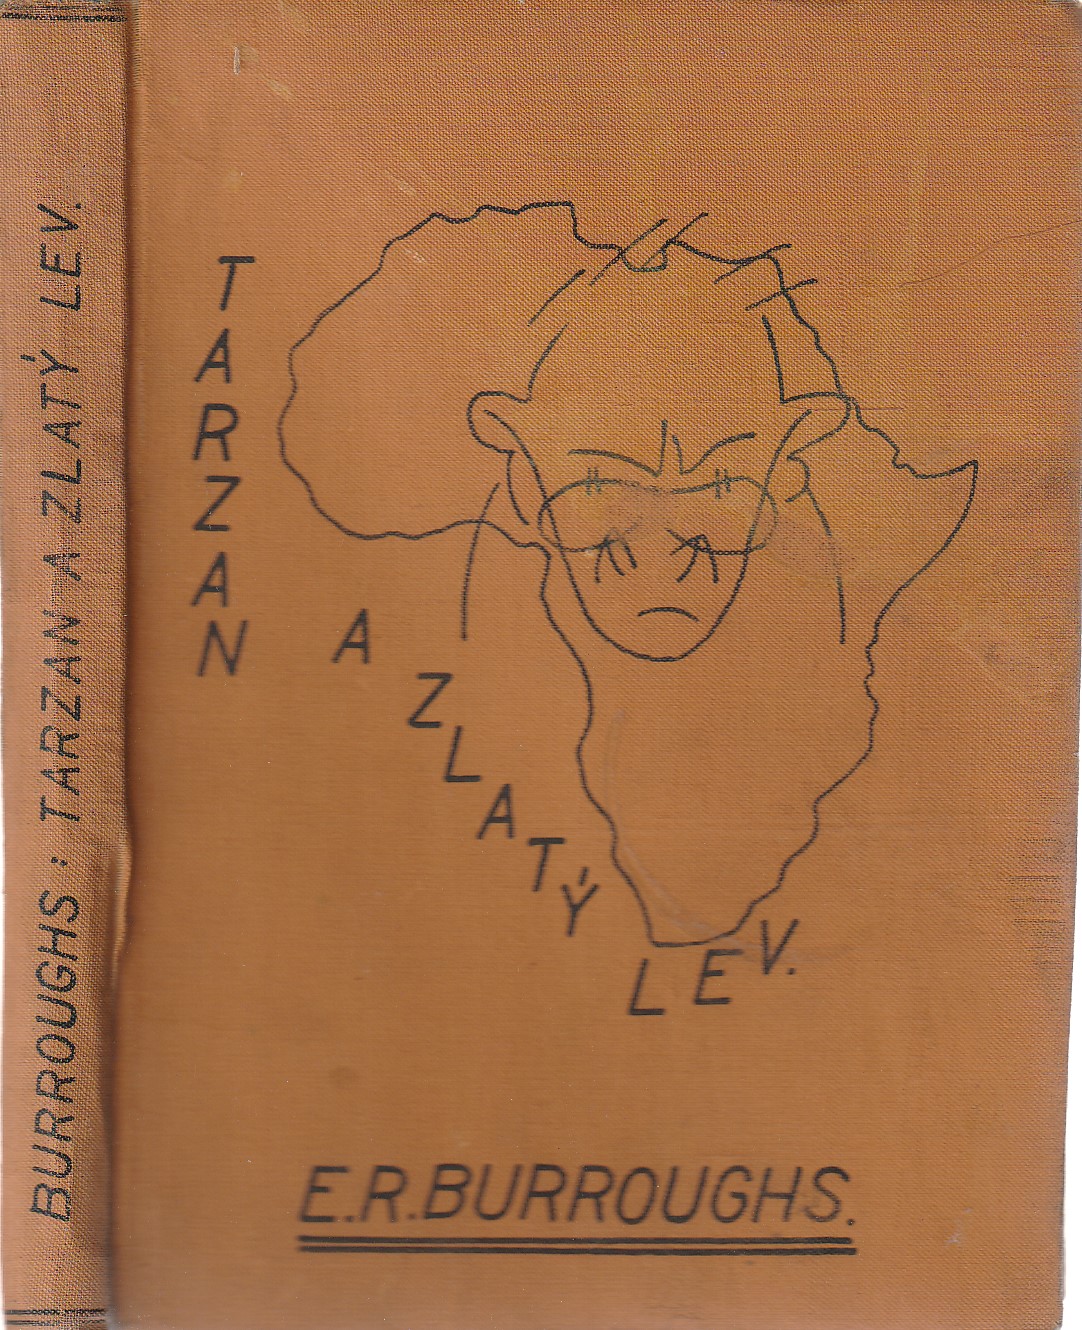 BURROUGHS: TARZAN A ZLATÝ LEV.
TARZAN
A
ZLATÝ
LEV.
E.R.BURROUGHS.